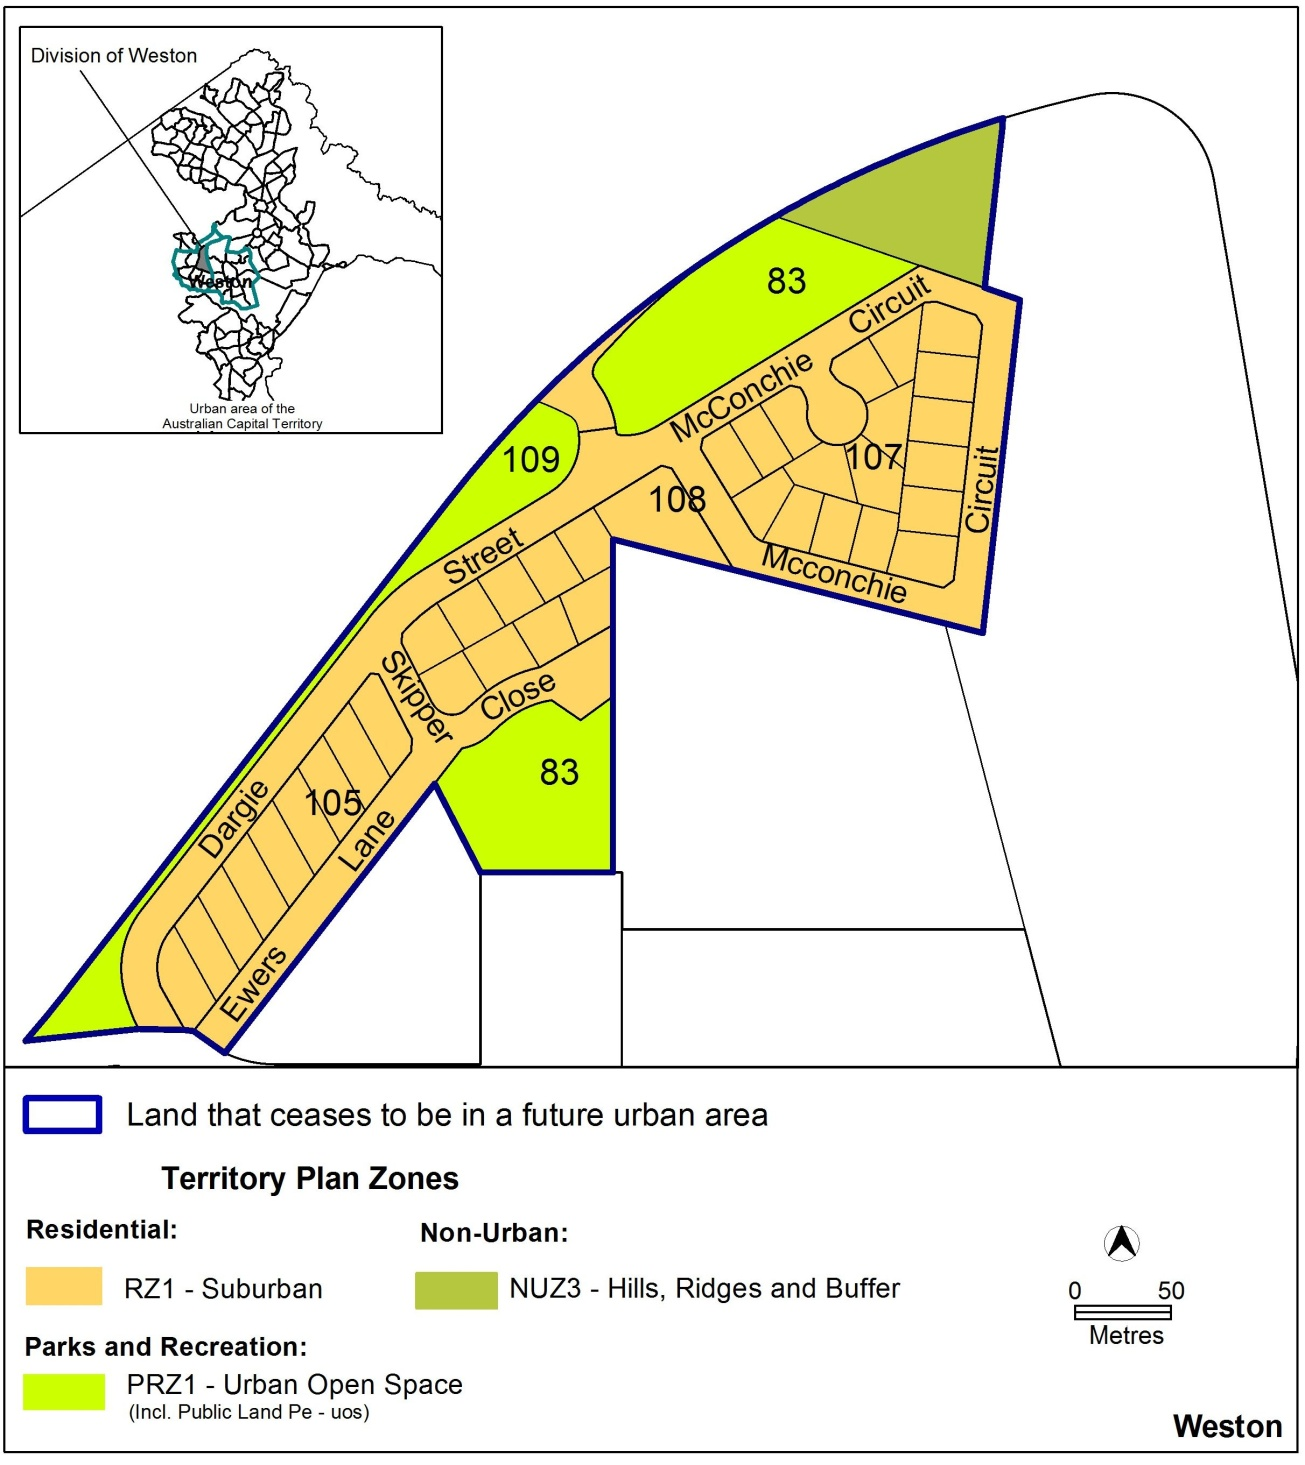 Division of Weston
Weston
Urban area of the
Australian Capital Territory
83
McConchie Circuit
109
107
108
Circuit
Street
Mcconchie
Skipper
Close
83
105
Dargie
Lane
Ewers
Land that ceases to be in a future urban area
Territory Plan Zones
Residential:
Non-Urban:
RZ1 - Suburban
NUZ3 - Hills, Ridges and Buffer
0 50
Metres
Parks and Recreation:
PRZ1 - Urban Open Space
(Incl. Public Land Pe - uos)
Weston